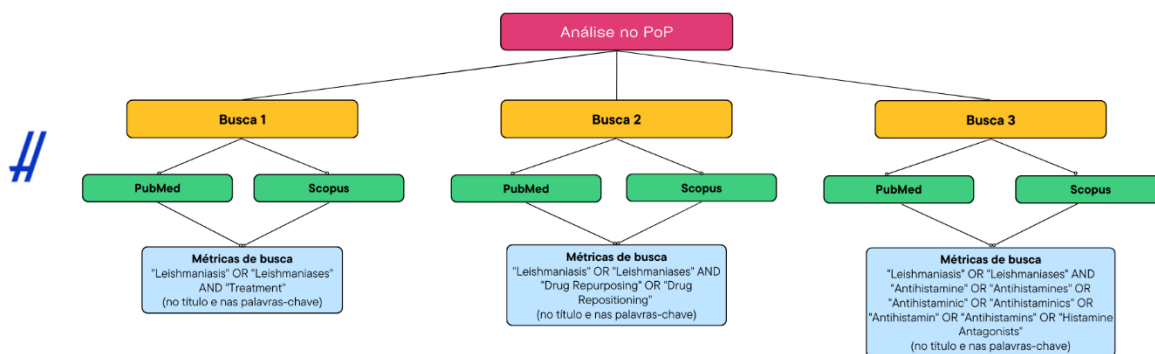 Análise no PoP
Busca 1
Busca 2
Busca 3
PubMed
Scopus
PubMed
Scopus
PubMed
Scopus
Métricas de busca
"Leishmaniasis" OR "Leishmaniases"
AND "Treatment"
(no título e nas palavras-chave)
Métricas de busca
"Leishmaniasis" OR "Leishmaniases" AND
"Drug Repurposing" OR "Drug
Repositioning"
(no título e nas palavras-chave)
Métricas de busca
"Leishmaniasis" OR "Leishmaniases" AND
"Antihistamine" OR "Antihistamines" OR
"Antihistaminic" OR "Antihistaminics" OR
"Antihistamin" OR "Antihistamins" OR "Histamine
Antagonists"
(no título e nas palavras-chave)